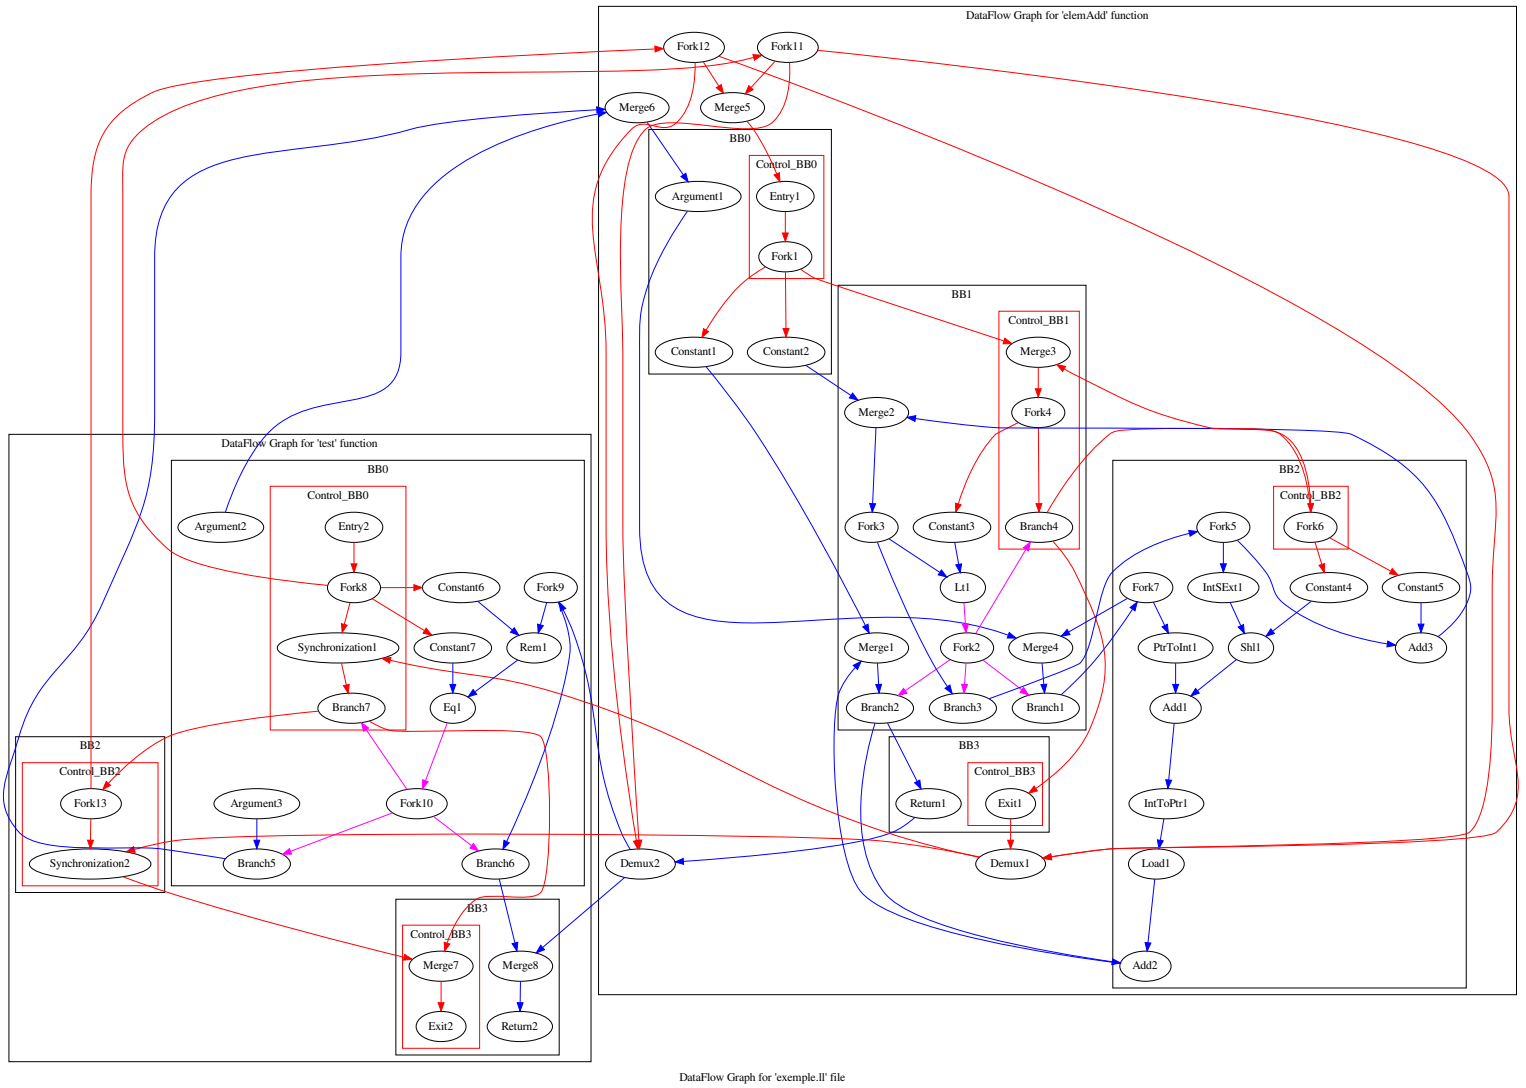 DataFlow Graph for 'elemAdd' function
Fork12
Fork11
Merge6
Merge5
BB0
Control_BB0
Argument1
Entry1
Fork1
BB1
Control_BB1
Constant1
Constant2
Merge3
Merge2
Fork4
DataFlow Graph for 'test' function
BB0
BB2
Control_BB0
Control_BB2
Argument2
Entry2
Fork3
Constant3
Branch4
Fork5
Fork6
Fork8
Constant6
Fork9
Lt1
Fork7
IntSExt1
Constant4
Constant5
Synchronization1
Constant7
Rem1
Merge1
Fork2
Merge4
PtrToInt1
Shl1
Add3
Branch7
Eq1
Branch2
Branch3
Branch1
Add1
BB2
BB3
Control_BB2
Control_BB3
Fork13
Argument3
Fork10
Return1
Exit1
IntToPtr1
Synchronization2
Branch5
Branch6
Demux2
Demux1
Load1
BB3
Control_BB3
Merge7
Merge8
Add2
Exit2
Return2
DataFlow Graph for 'exemple.ll' file